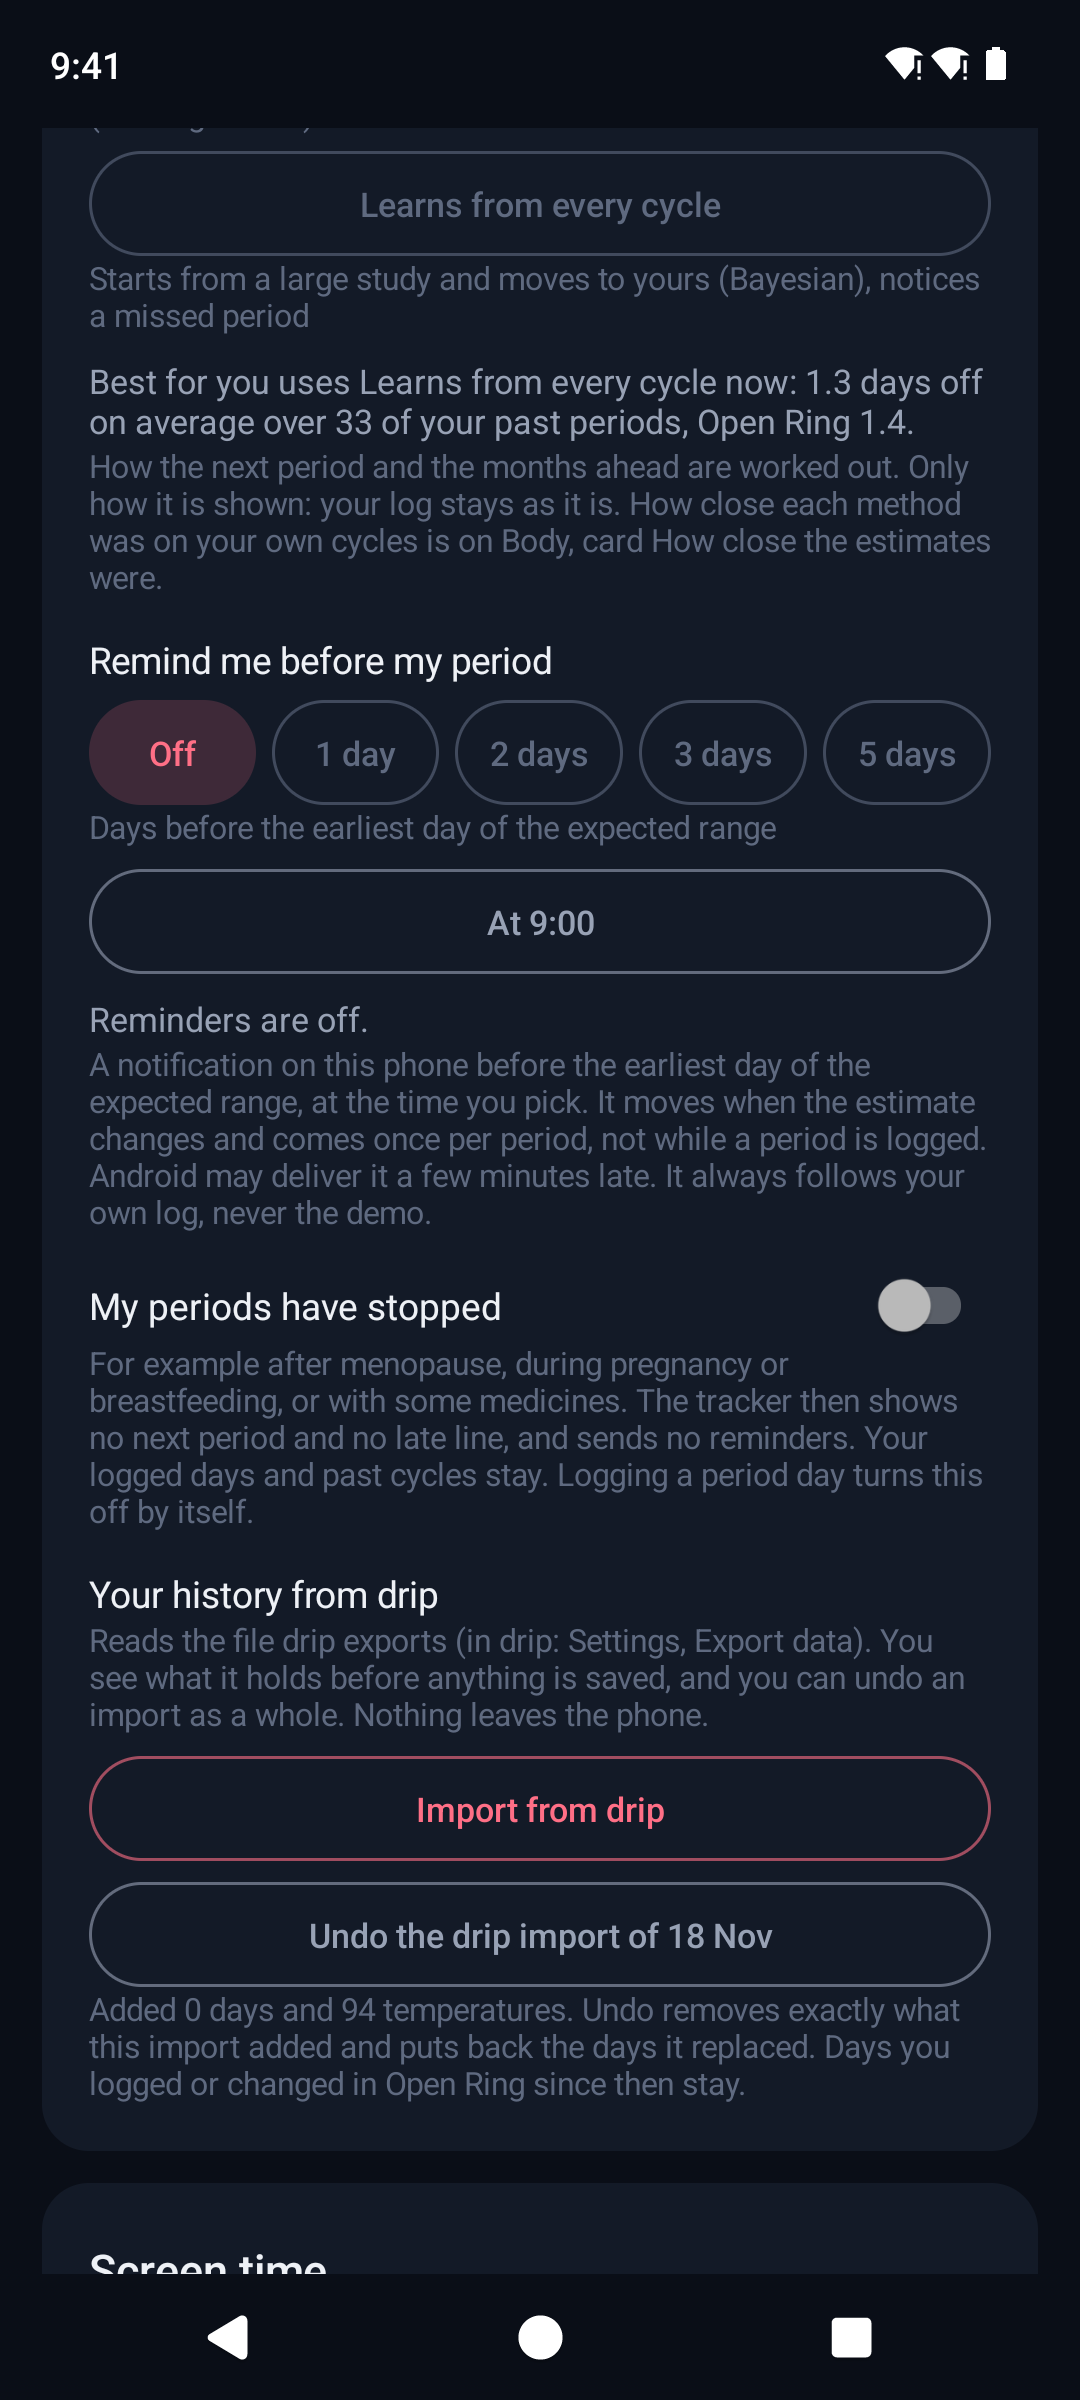 9:41
Learns from every cycle
Starts from a large study and moves to yours (Bayesian), notices
a missed period
Best for you uses Learns from every cycle now: 1.3 days off
on average over 33 of your past periods, Open Ring 1.4.
How the next period and the months ahead are worked out. Only
how it is shown: your log stays as it is. How close each method
was on your own cycles is on Body, card How close the estimates
were.
Remind me before my period
Off 1 day 2 days 3 days 5 days
Days before the earliest day of the expected range
At 9:00
Reminders are off.
A notification on this phone before the earliest day of the
expected range, at the time you pick. It moves when the estimate
changes and comes once per period, not while a period is logged.
Android may deliver it a few minutes late. It always follows your
own log, never the demo.
My periods have stopped
For example after menopause, during pregnancy or
breastfeeding, or with some medicines. The tracker then shows
no next period and no late line, and sends no reminders. Your
logged days and past cycles stay. Logging a period day turns this
off by itself.
Your history from drip
Reads the file drip exports (in drip: Settings, Export data). You
see what it holds before anything is saved, and you can undo an
import as a whole. Nothing leaves the phone.
Import from drip
Undo the drip import of 18 Nov
Added 0 days and 94 temperatures. Undo removes exactly what
this import added and puts back the days it replaced. Days you
logged or changed in Open Ring since then stay.
Screen time